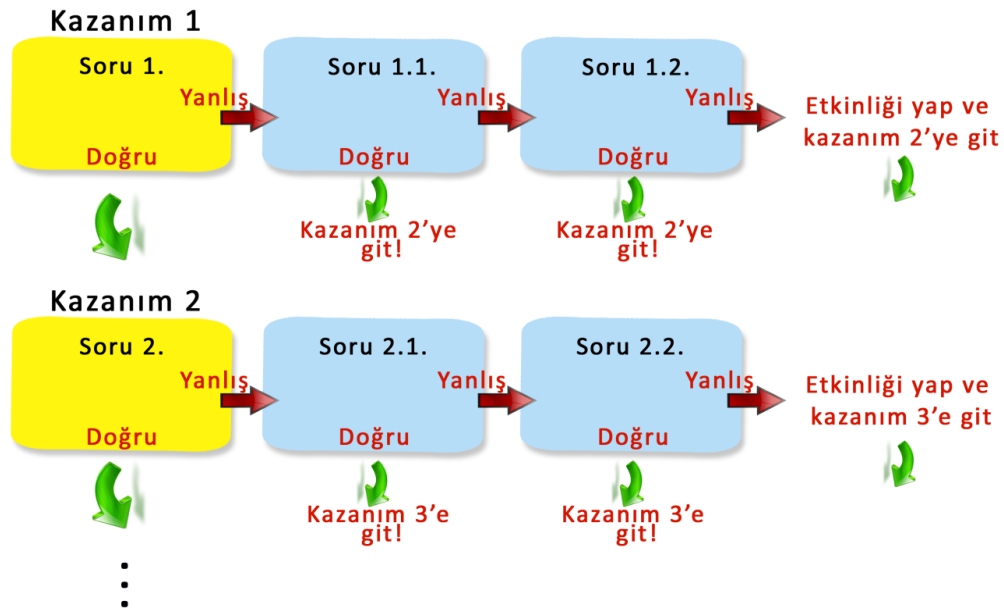 Kazanım 1
Soru 1.
Yanlış
Doğru
Soru 1.1.
Yanlış
Doğru
Kazanım 2’ye
git!
Soru 1.2.
Yanlış
Doğru
Kazanım 2’ye
git!
Etkinliği yap ve
kazanım 2’ye git
Kazanım 2
Soru 2.
Yanlış
Doğru
Soru 2.1.
Yanlış
Doğru
Kazanım 3’e
git!
Soru 2.2.
Yanlış
Doğru
Kazanım 3’e
git!
Etkinliği yap ve
kazanım 3’e git